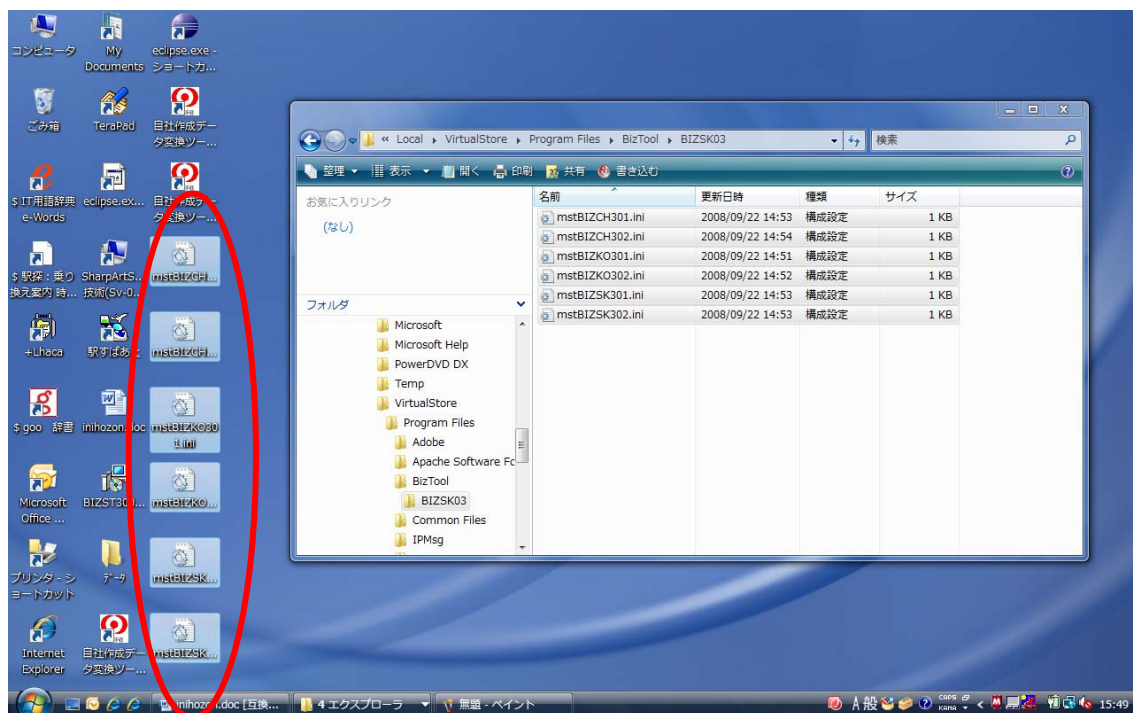 コンピュータ
My Documents
eclipse.exe - ショートカ...
ごみ箱
TeraPad
自社作成データ変換ツー...
$ IT用語辞典 e-Words
eclipse.ex...
自社作成データ変換ツー...
$ 駅探：乗り換え案内 時...
SharpArtS... 技術(Sv-0...
mstBIZCH...
+Lhaca
駅すぱあと
mstBIZCH...
$ goo 辞書
inihozon.doc
mstBIZKO301.ini
Microsoft Office ...
BIZST30...
mstBIZKO...
プリンタ - ショートカット
データ
mstBIZSK...
Internet Explorer
自社作成データ変換ツー...
mstBIZSK...
« Local ▸ VirtualStore ▸ Program Files ▸ BizTool ▸ BIZSK03
検索
整理 表示 開く 印刷 共有 書き込む
お気に入りリンク
(なし)
フォルダ
Microsoft
Microsoft Help
PowerDVD DX
Temp
VirtualStore
Program Files
Adobe
Apache Software Fc
BizTool
BIZSK03
Common Files
IPMsg
名前 更新日時 種類 サイズ
mstBIZCH301.ini 2008/09/22 14:53 構成設定 1 KB
mstBIZCH302.ini 2008/09/22 14:54 構成設定 1 KB
mstBIZKO301.ini 2008/09/22 14:51 構成設定 1 KB
mstBIZKO302.ini 2008/09/22 14:52 構成設定 1 KB
mstBIZSK301.ini 2008/09/22 14:53 構成設定 1 KB
mstBIZSK302.ini 2008/09/22 14:53 構成設定 1 KB
inihozon.doc [互換...
4 エクスプローラ
無題 - ペイント
A 般
CAPS
KANA
15:49